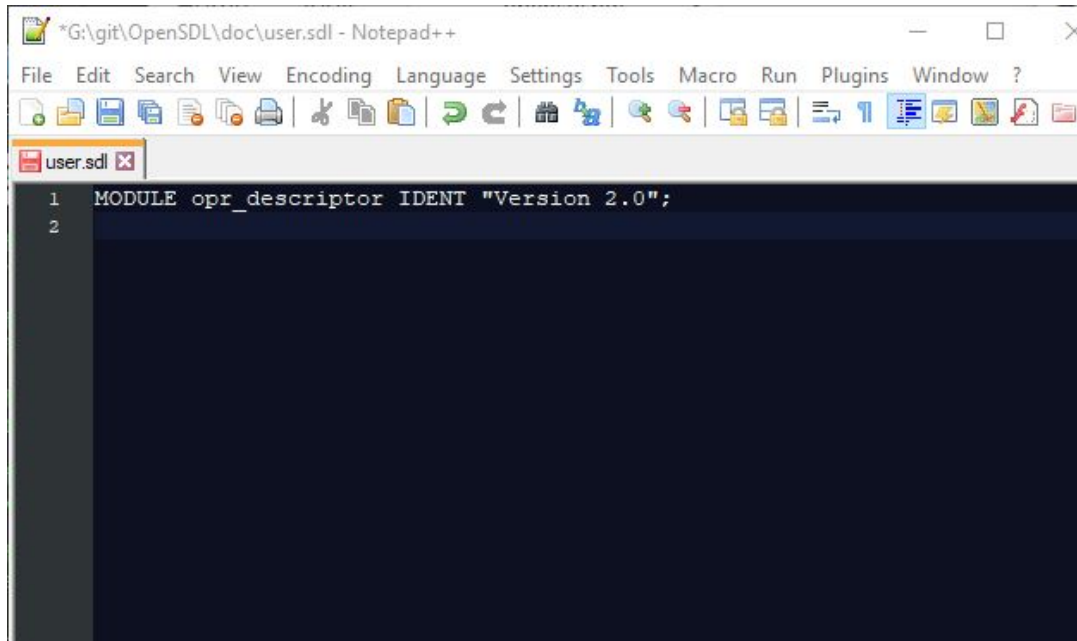 *G:\git\OpenSDL\doc\user.sdl - Notepad++
File Edit Search View Encoding Language Settings Tools Macro Run Plugins Window ?
user.sdl
1 MODULE opr_descriptor IDENT "Version 2.0";
2